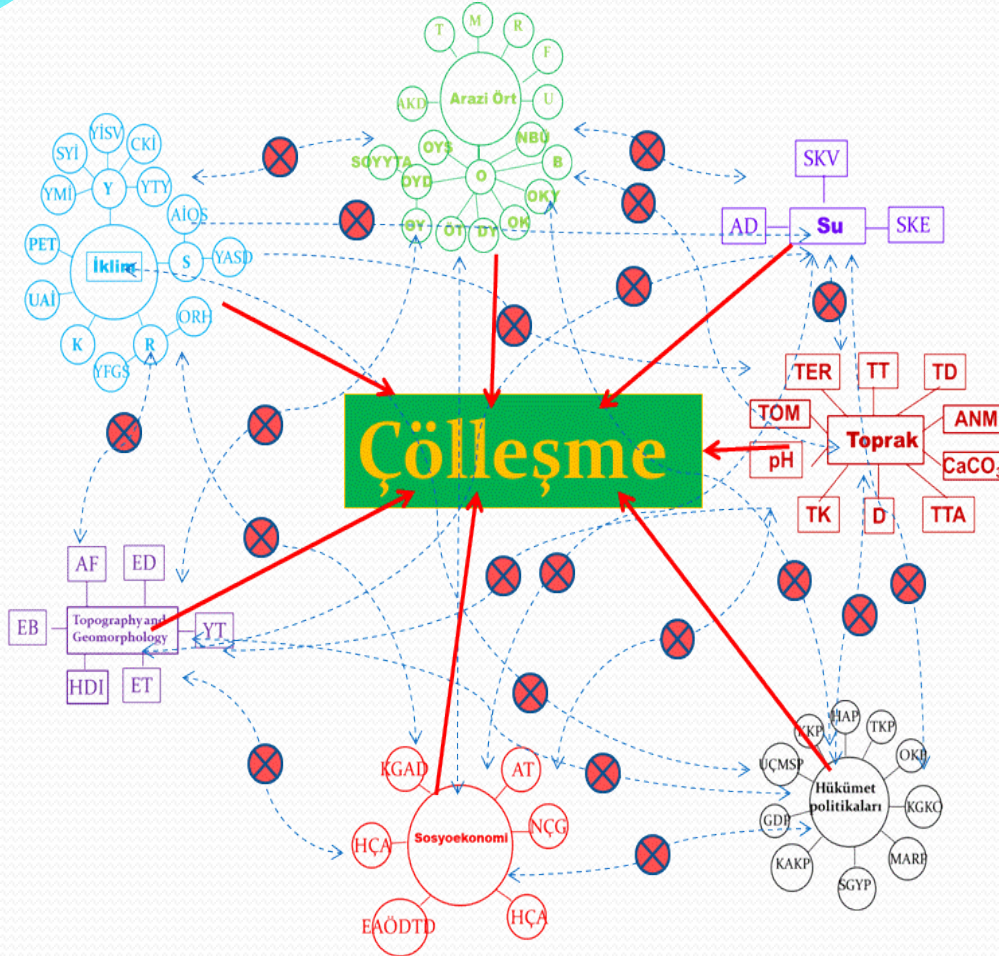 T
M
R
F
U
AKD
Arazi Ört
NBÜ
B
OKY
OK
DY
ÖT
OY
OYD
SOYYTA
OYŞ
O
YİSV
CKİ
SYİ
YMİ
Y
YTY
AİOS
S
YASD
PET
İklim
UAİ
K
R
ORH
YFGS
SKV
AD
Su
SKE
TER
TT
TD
TOM
ANM
Toprak
pH
CaCO3
TK
D
TTA
Çölleşme
AF
ED
EB
Topography and
Geomorphology
YT
HDI
ET
KGAD
AT
HÇA
Sosyoekonomi
NÇG
EAÖDTD
HÇA
KKP
HAP
TKP
UÇMSP
OKP
Hükümet
politikaları
GDP
KGKO
KAKP
MARP
SGYP